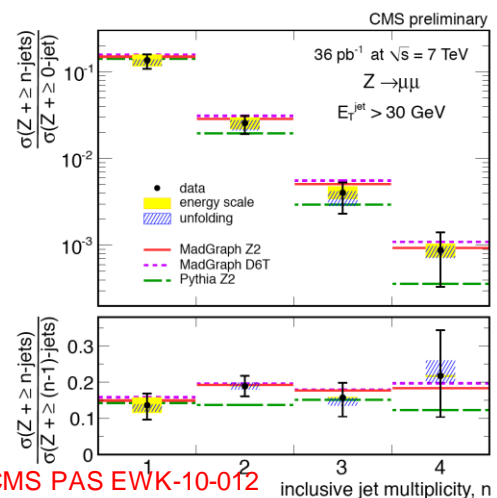 CMS preliminary
36 pb⁻¹ at √s = 7 TeV
Z →μμ
E_T^jet > 30 GeV
σ(Z + ≥ n-jets)
σ(Z + ≥ 0-jet)
10⁻¹
10⁻²
10⁻³
data
energy scale
unfolding
MadGraph Z2
MadGraph D6T
Pythia Z2
σ(Z + ≥ n-jets)
σ(Z + ≥ (n-1)-jets)
0.3
0.2
0.1
0
1 2 3 4
CMS PAS EWK-10-012
inclusive jet multiplicity, n